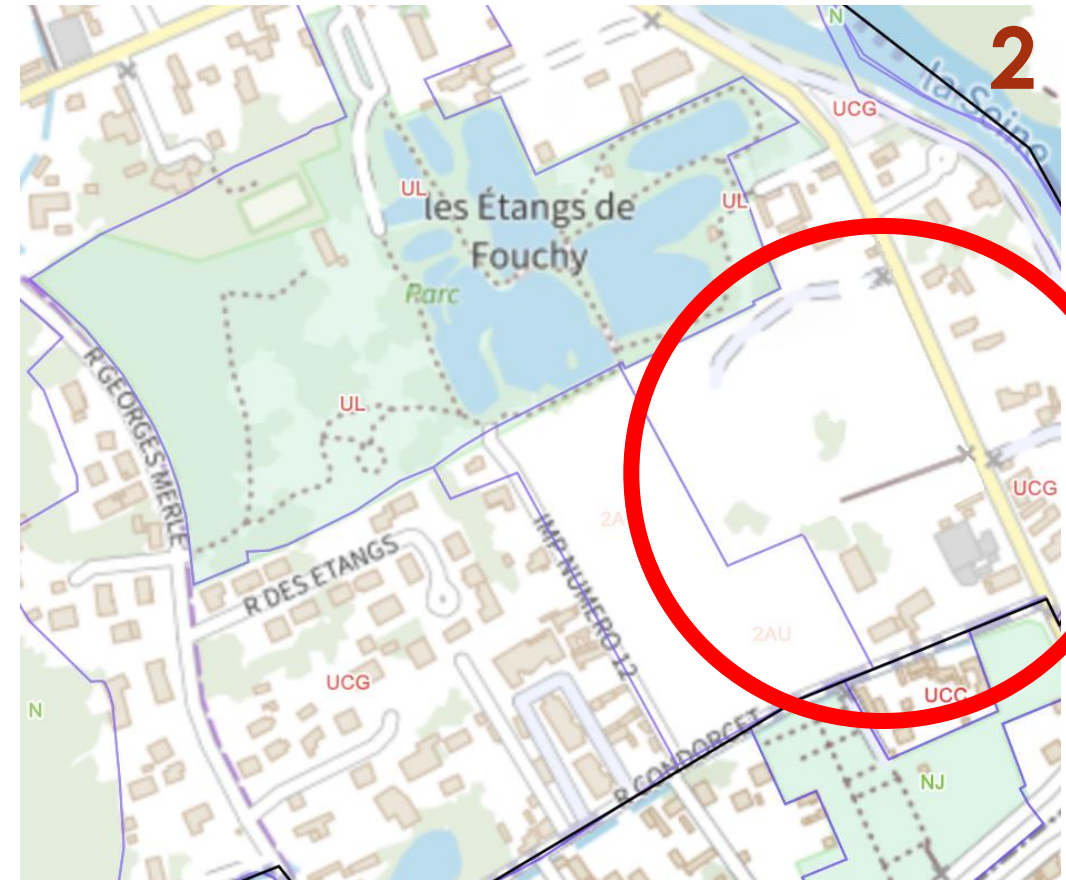 2
N
la Seine
UCG
UL
les Étangs de
Fouchy
UL
Parc
R GEORGES MERLE
UL
UCG
2A
IMP NUMERO 12
R DES ETANGS
2AU
UCG
UCC
N
R CONDORCET
NJ